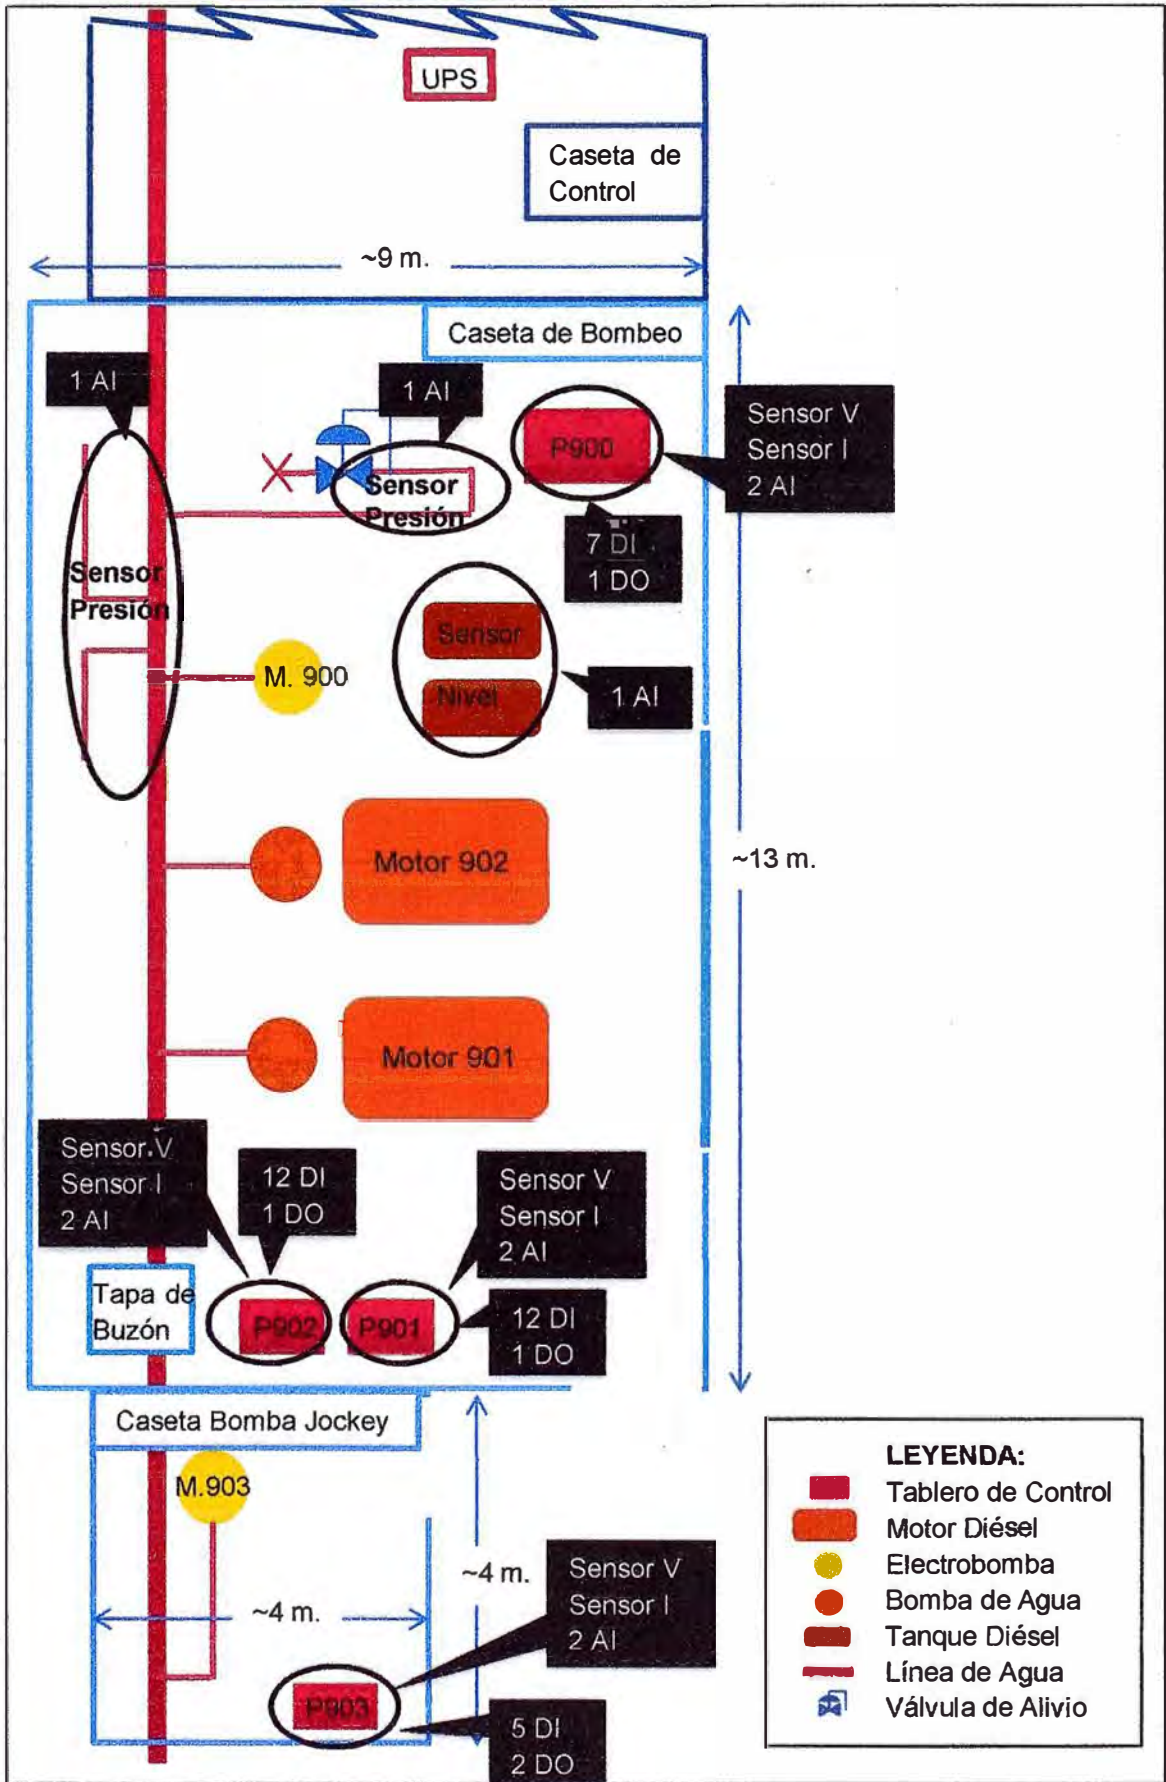 UPS
Caseta de
Control
~9 m.
Caseta de Bombeo
1 AI
1 AI
P900
Sensor V
Sensor I
2 AI
Sensor
Presión
7 DI
1 DO
Sensor
Presión
Sensor
Nivel
M. 900
1 AI
Motor 902
~13 m.
Motor 901
Sensor V
Sensor I
2 AI
12 DI
1 DO
Sensor V
Sensor I
2 AI
Tapa de
Buzón
P902
P901
12 DI
1 DO
Caseta Bomba Jockey
M.903
~4 m.
~4 m.
Sensor V
Sensor I
2 AI
P903
5 DI
2 DO
LEYENDA:
Tablero de Control
Motor Diésel
Electrobomba
Bomba de Agua
Tanque Diésel
Línea de Agua
Válvula de Alivio